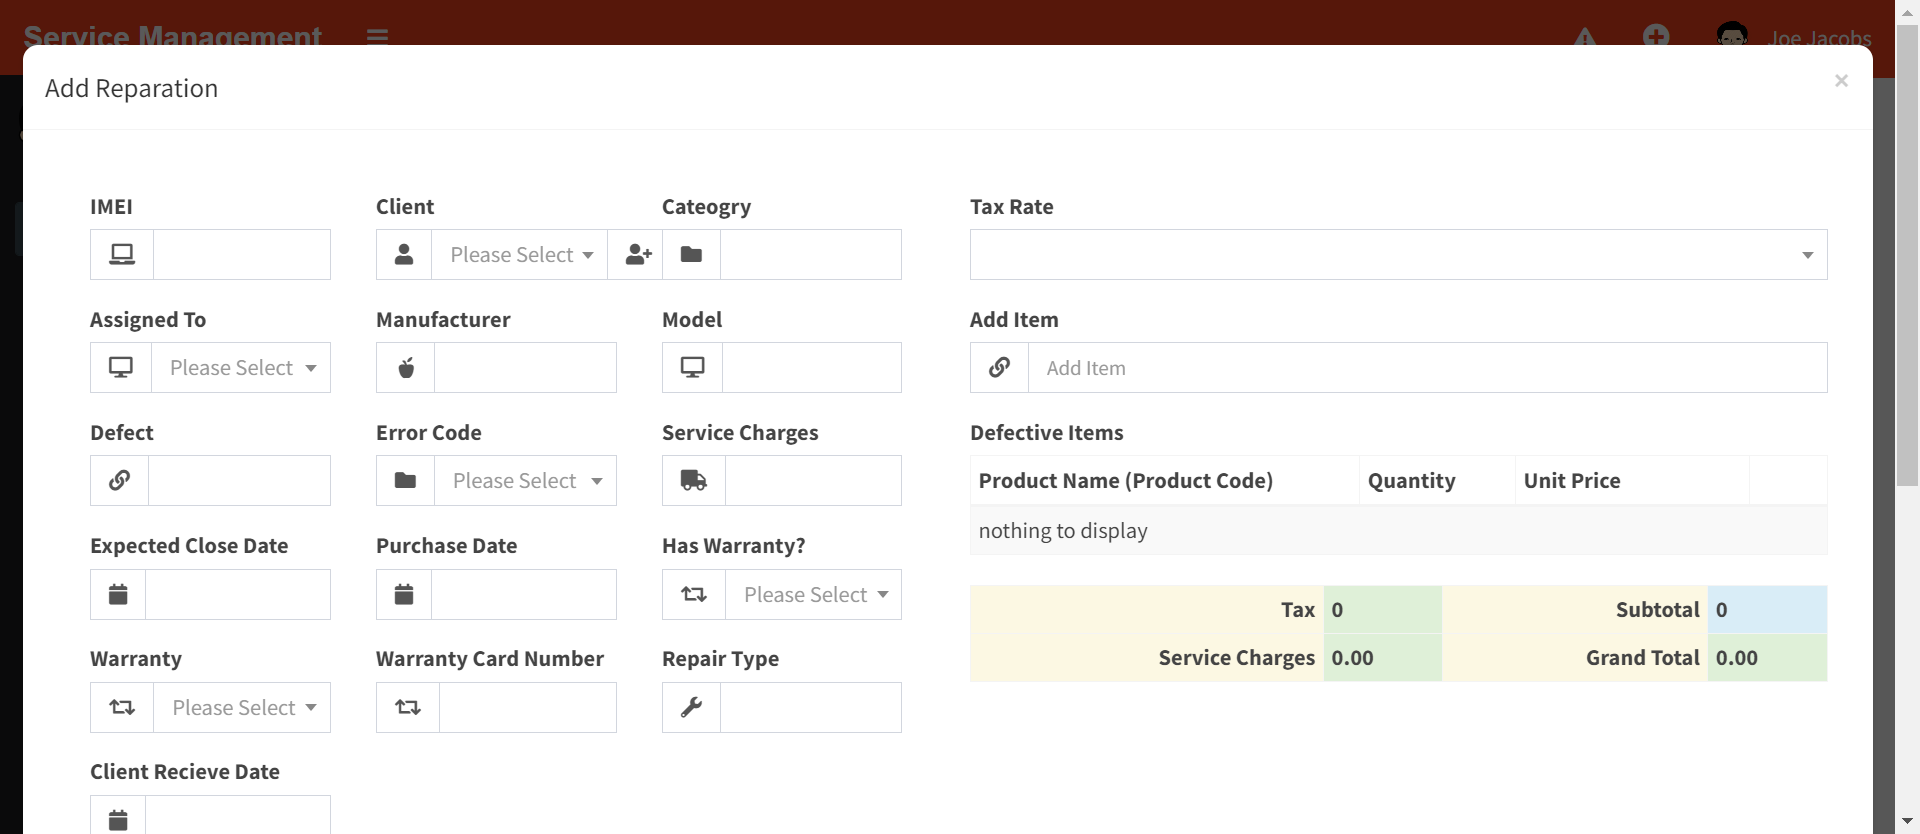 Service Management
Joe Jacobs
Add Reparation
×
IMEI
Client
Cateogry
Tax Rate
Please Select
Assigned To
Manufacturer
Model
Add Item
Please Select
Add Item
Defect
Error Code
Service Charges
Defective Items
Please Select
Product Name (Product Code)
Quantity
Unit Price
nothing to display
Expected Close Date
Purchase Date
Has Warranty?
Please Select
Tax
0
Subtotal
0
Service Charges
0.00
Grand Total
0.00
Warranty
Warranty Card Number
Repair Type
Please Select
Client Recieve Date